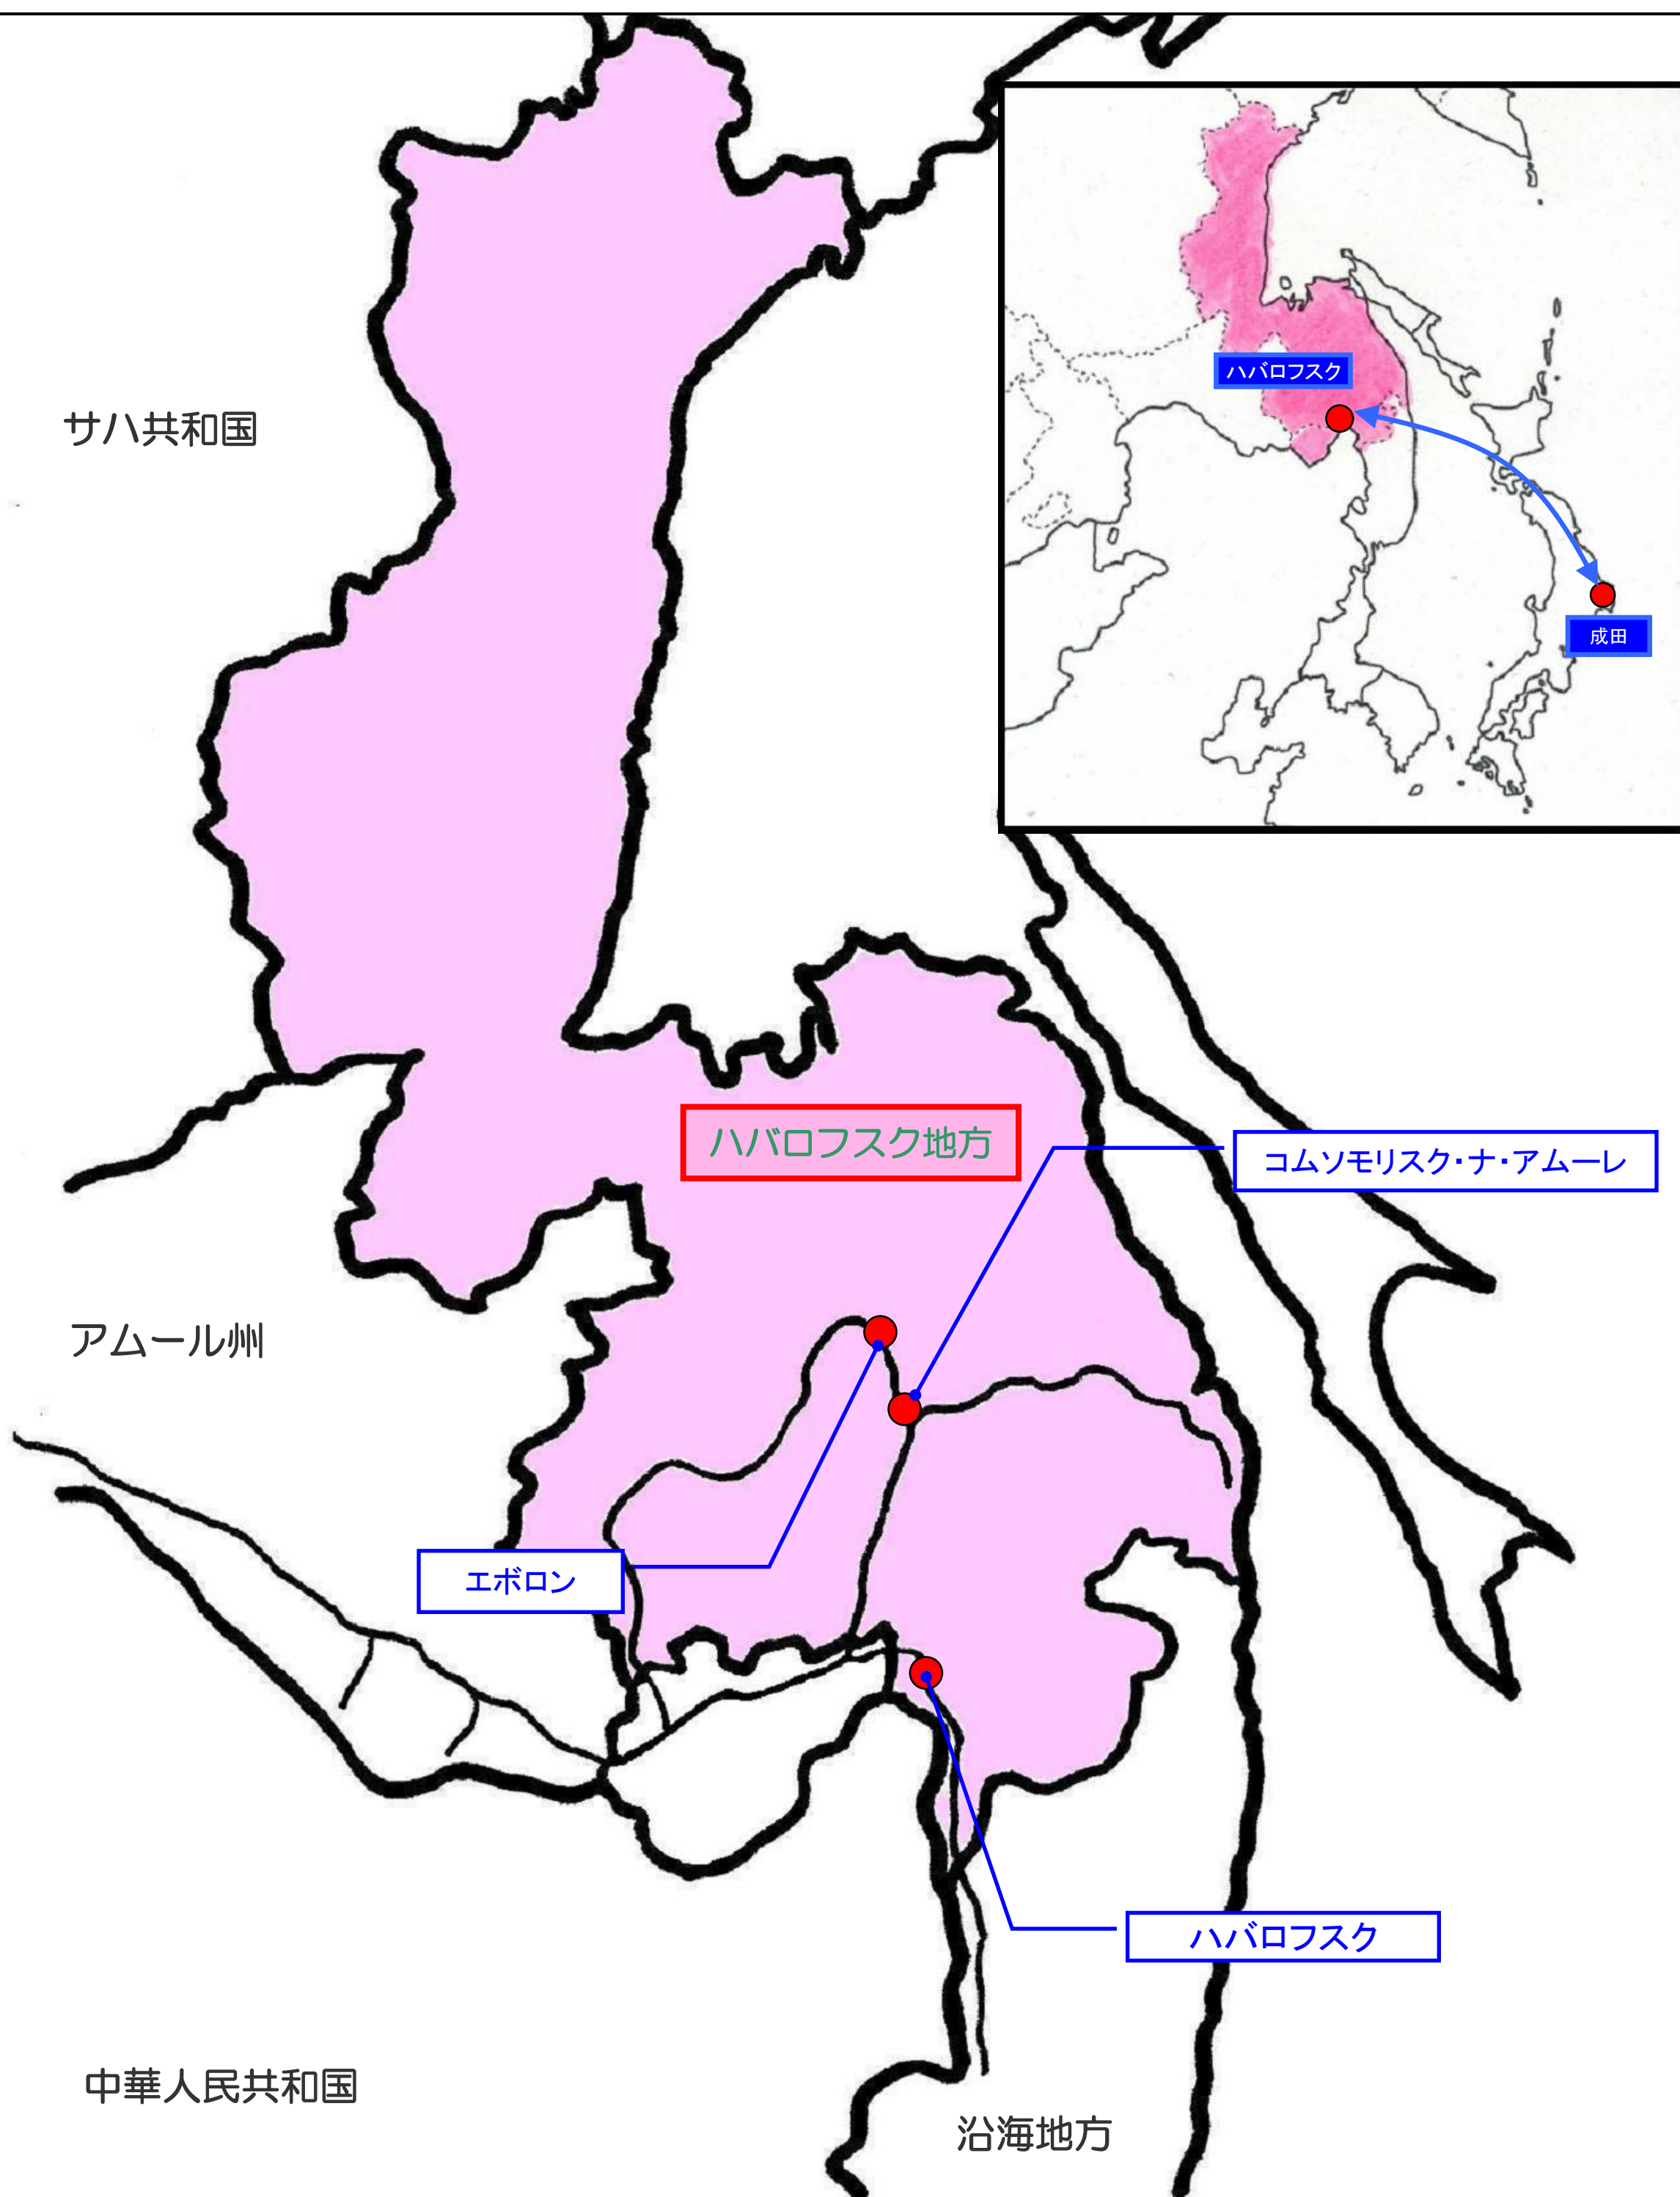 ハバロフスク
サハ共和国
成田
ハバロフスク地方
コムソモリスク・ナ・アムーレ
アムール州
エボロン
ハバロフスク
中華人民共和国
沿海地方